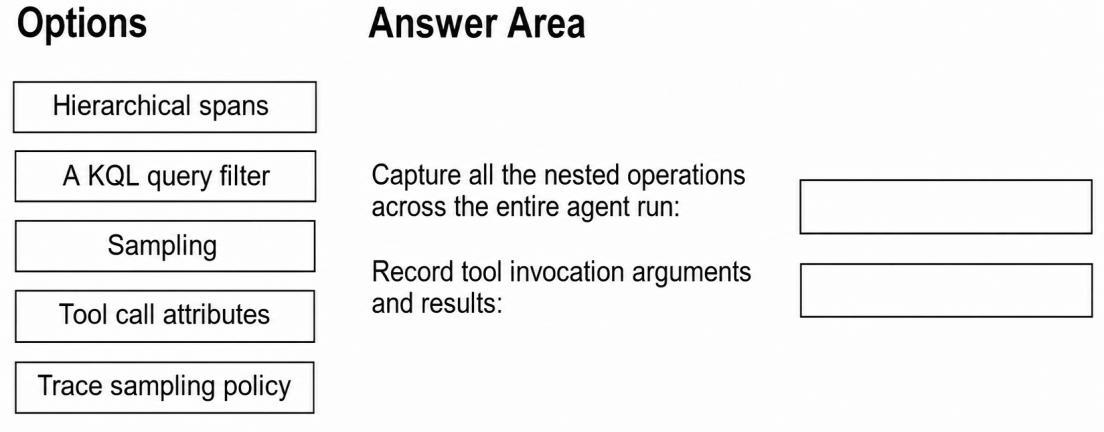 Options
Answer Area
Hierarchical spans
A KQL query filter
Sampling
Tool call attributes
Trace sampling policy
Capture all the nested operations
across the entire agent run:
Record tool invocation arguments
and results: